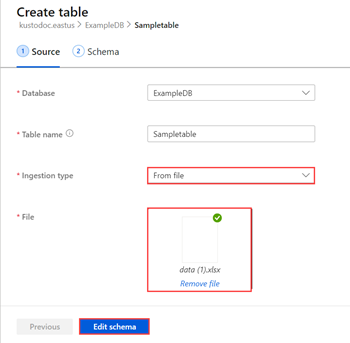 Create table
kustodoc.eastus > ExampleDB > Sampletable
1 Source 2 Schema
* Database ExampleDB
* Table name Sampletable
* Ingestion type From file
* File
data (1).xlsx
Remove file
Previous Edit schema